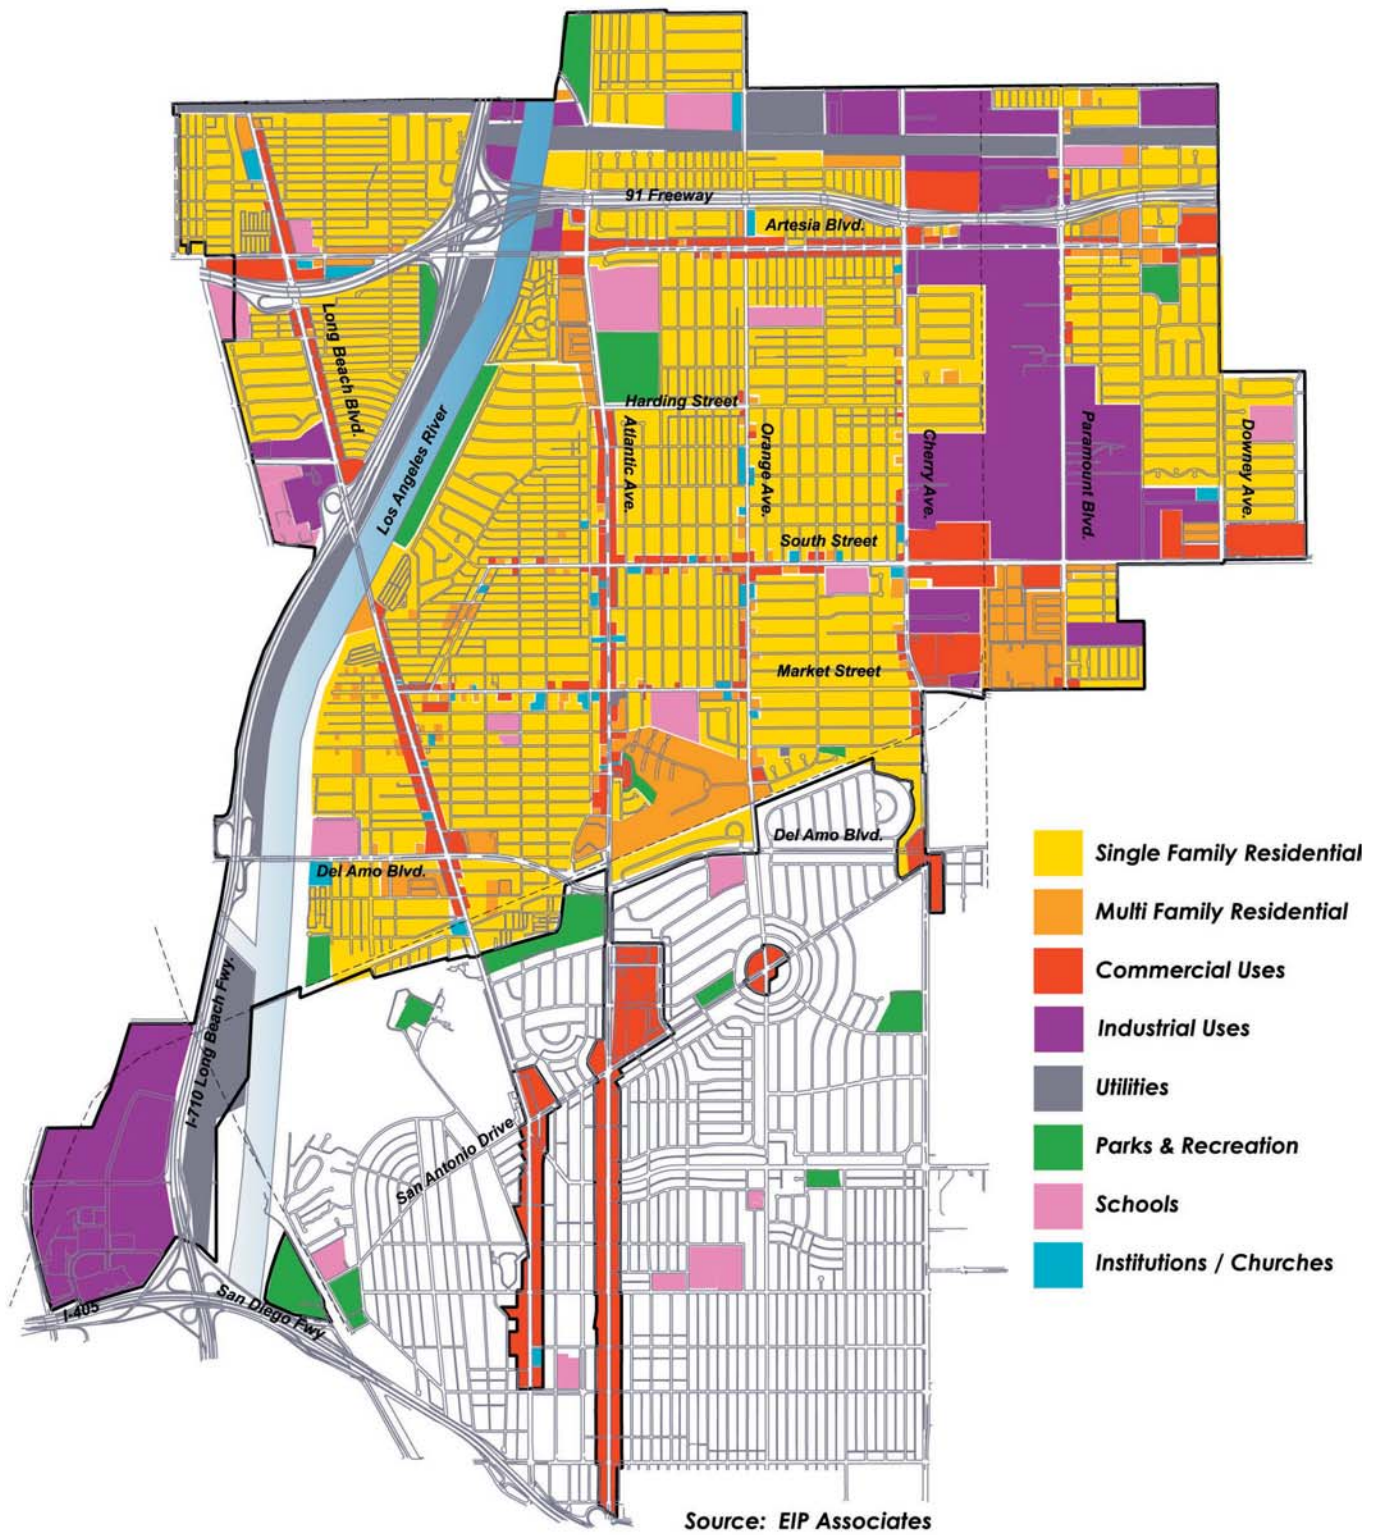 91 Freeway
Artesia Blvd.
Long Beach Blvd.
Harding Street
Los Angeles River
Atlantic Ave.
Orange Ave.
Cherry Ave.
Paramount Blvd.
Downey Ave.
South Street
Market Street
Del Amo Blvd.
Del Amo Blvd.
Single Family Residential
Multi Family Residential
Commercial Uses
Industrial Uses
Utilities
Parks & Recreation
Schools
Institutions / Churches
I-710 Long Beach Fwy.
San Antonio Drive
I-405
San Diego Fwy
Source: EIP Associates